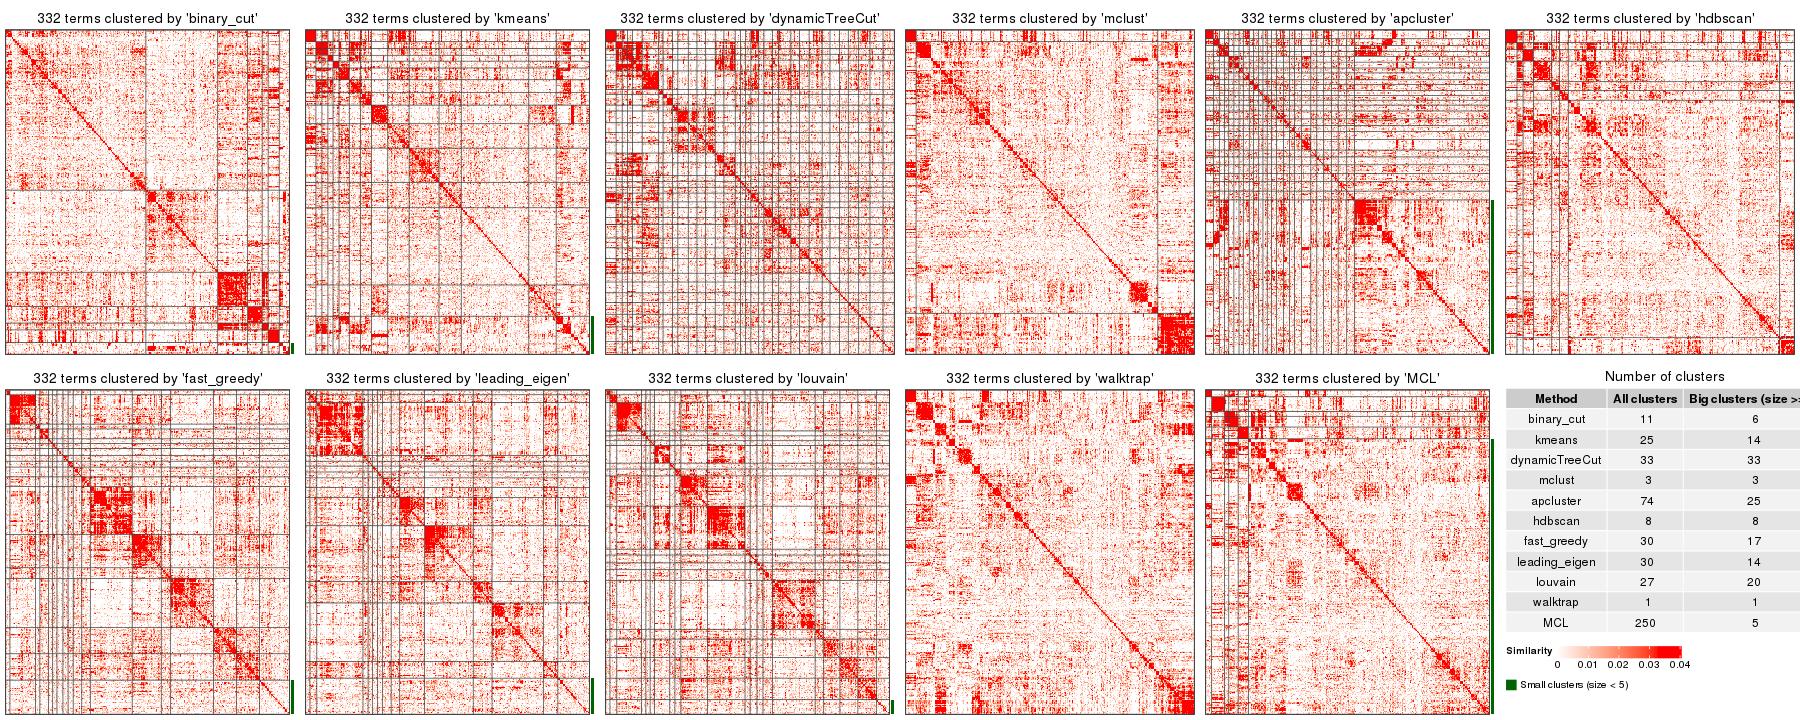 332 terms clustered by 'binary_cut'
332 terms clustered by 'kmeans'
332 terms clustered by 'dynamicTreeCut'
332 terms clustered by 'mclust'
332 terms clustered by 'apcluster'
332 terms clustered by 'hdbscan'
332 terms clustered by 'fast_greedy'
332 terms clustered by 'leading_eigen'
332 terms clustered by 'louvain'
332 terms clustered by 'walktrap'
332 terms clustered by 'MCL'
Number of clusters
Method All clusters Big clusters (size >=
binary_cut 11 6
kmeans 25 14
dynamicTreeCut 33 33
mclust 3 3
apcluster 74 25
hdbscan 8 8
fast_greedy 30 17
leading_eigen 30 14
louvain 27 20
walktrap 1 1
MCL 250 5
Similarity
0 0.01 0.02 0.03 0.04
Small clusters (size < 5)